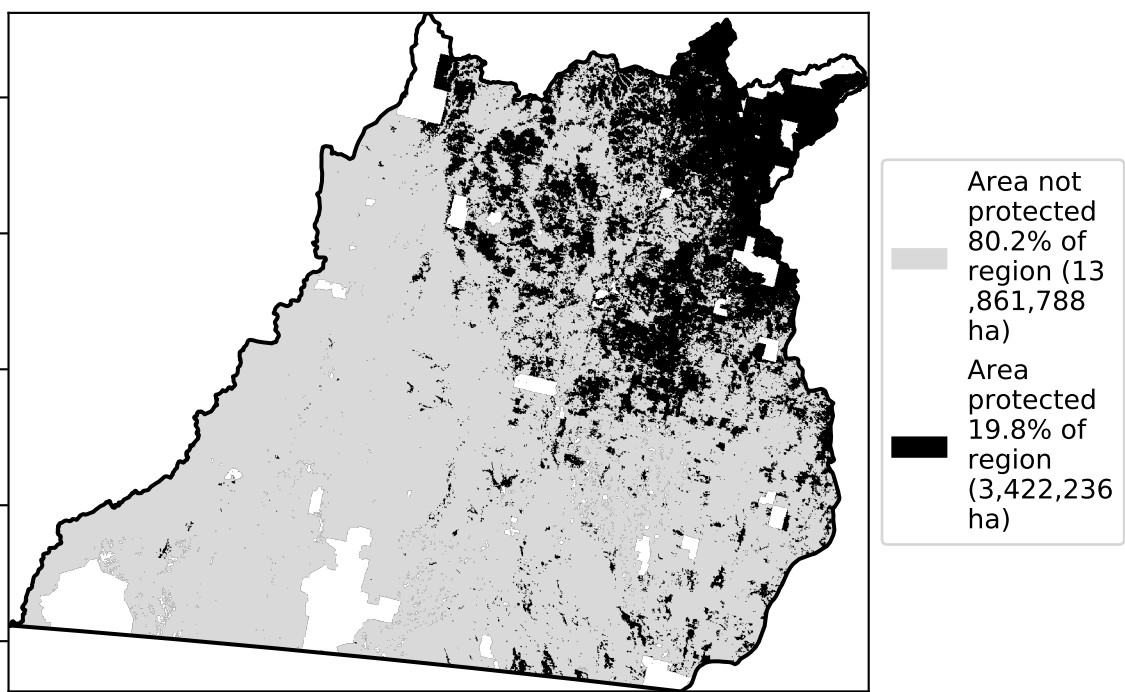 Area not
protected
80.2% of
region (13
,861,788
ha)
Area
protected
19.8% of
region
(3,422,236
ha)